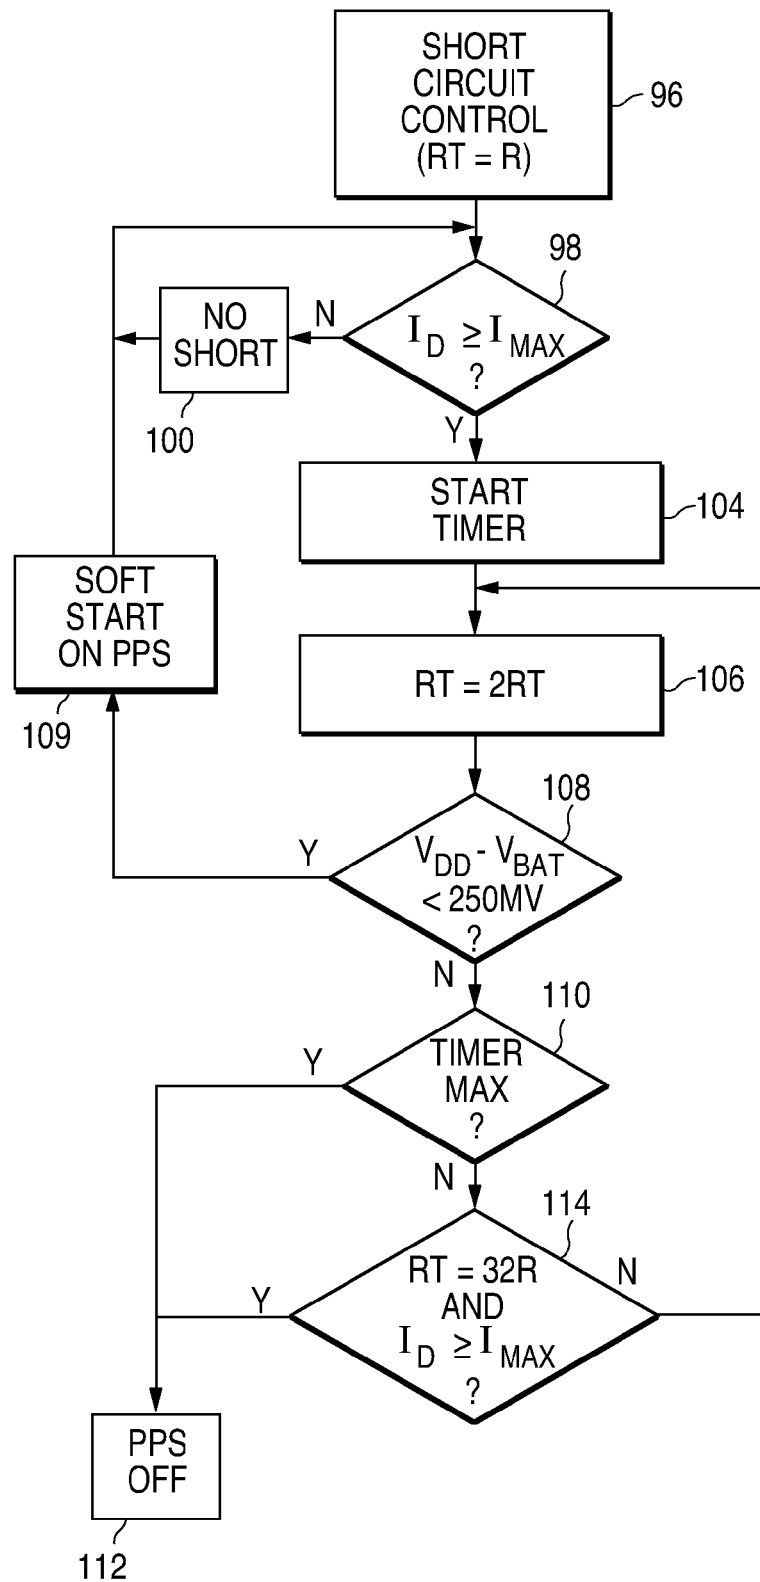 SHORT
CIRCUIT
CONTROL
(RT = R)
96
98
I_D ≥ I_MAX
?
N
NO
SHORT
100
Y
START
TIMER
104
SOFT
START
ON PPS
109
RT = 2RT
106
108
V_DD - V_BAT
< 250MV
?
Y
N
110
TIMER
MAX
?
Y
N
114
RT = 32R
AND
I_D ≥ I_MAX
?
N
Y
PPS
OFF
112